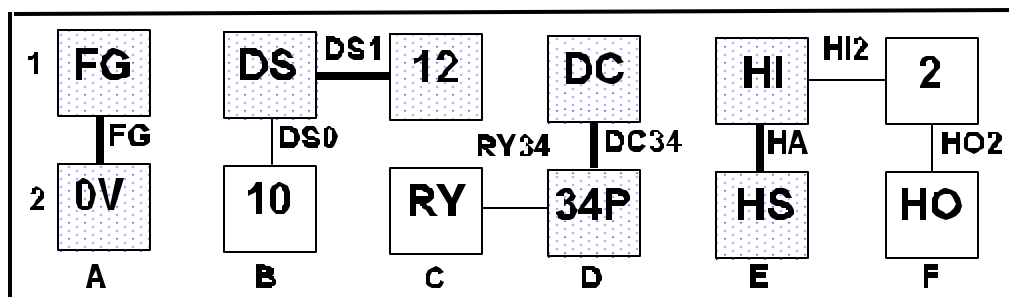 1 FG DS DS1 12 DC HI HI2 2
FG DS0 RY34 DC34 HA HO2
2 0V 10 RY 34P HS HO
A B C D E F